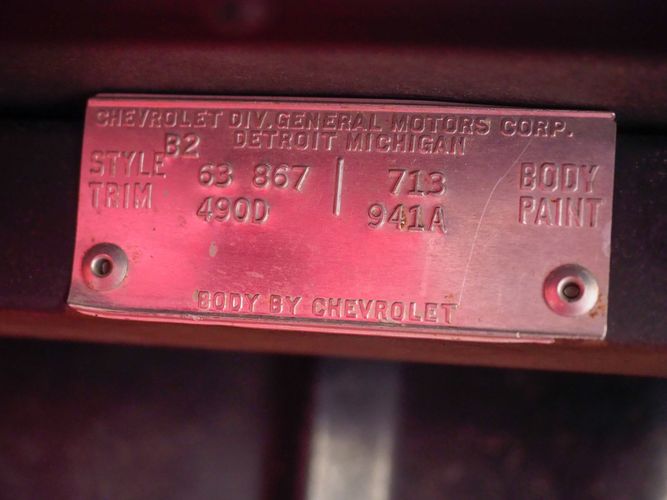 CHEVROLET DIV. GENERAL MOTORS CORP.
DETROIT MICHIGAN
B2
STYLE 63 867 | 713 BODY
TRIM 490D | 941A PAINT
BODY BY CHEVROLET